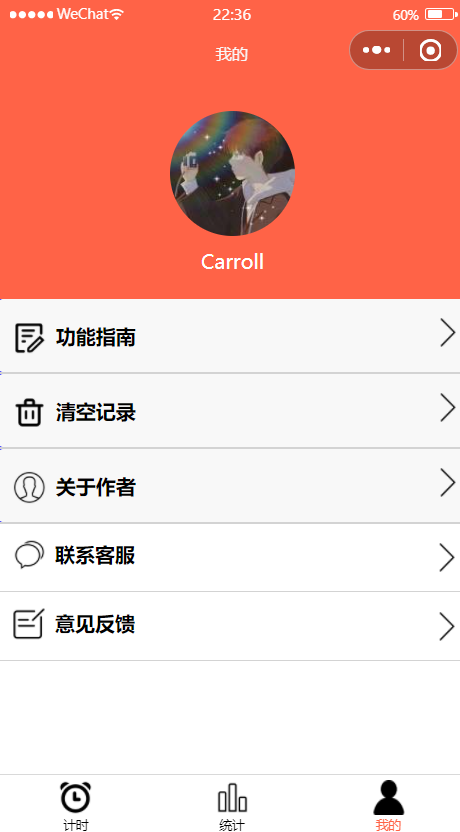 WeChat 22:36 60%
我的
Carroll
功能指南
清空记录
关于作者
联系客服
意见反馈
计时 统计 我的